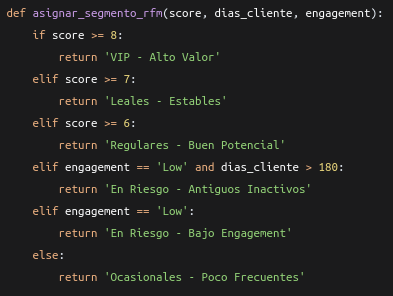 def asignar_segmento_rfm(score, dias_cliente, engagement):
    if score >= 8:
        return 'VIP - Alto Valor'
    elif score >= 7:
        return 'Leales - Estables'
    elif score >= 6:
        return 'Regulares - Buen Potencial'
    elif engagement == 'Low' and dias_cliente > 180:
        return 'En Riesgo - Antiguos Inactivos'
    elif engagement == 'Low':
        return 'En Riesgo - Bajo Engagement'
    else:
        return 'Ocasionales - Poco Frecuentes'